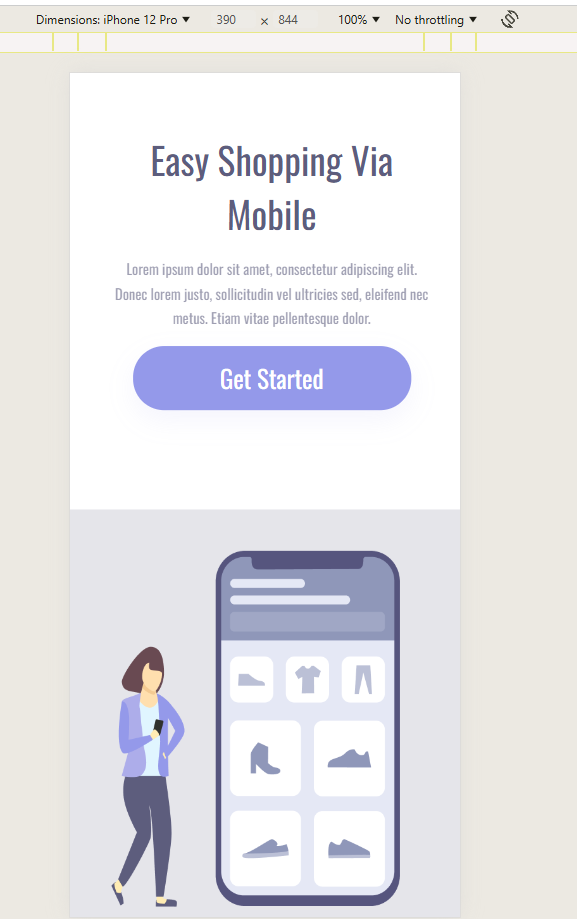 Dimensions: iPhone 12 Pro 390 × 844 100% No throttling
Easy Shopping Via
Mobile
Lorem ipsum dolor sit amet, consectetur adipiscing elit.
Donec lorem justo, sollicitudin vel ultricies sed, eleifend nec
metus. Etiam vitae pellentesque dolor.
Get Started